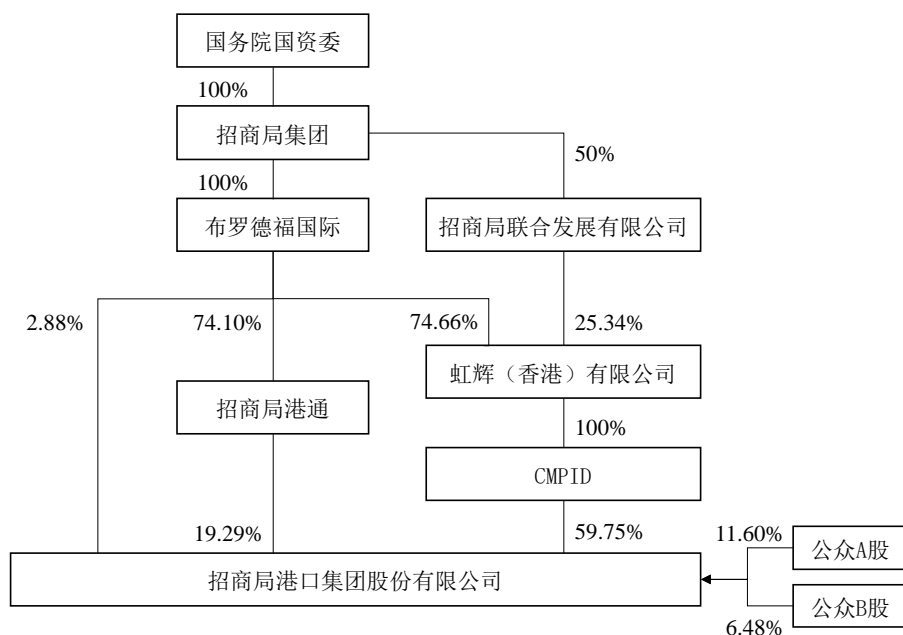 国务院国资委
100%
招商局集团
50%
100%
布罗德福国际
招商局联合发展有限公司
2.88%
74.10%
74.66%
25.34%
虹辉（香港）有限公司
招商局港通
100%
CMPID
19.29%
59.75%
11.60%
公众A股
招商局港口集团股份有限公司
公众B股
6.48%